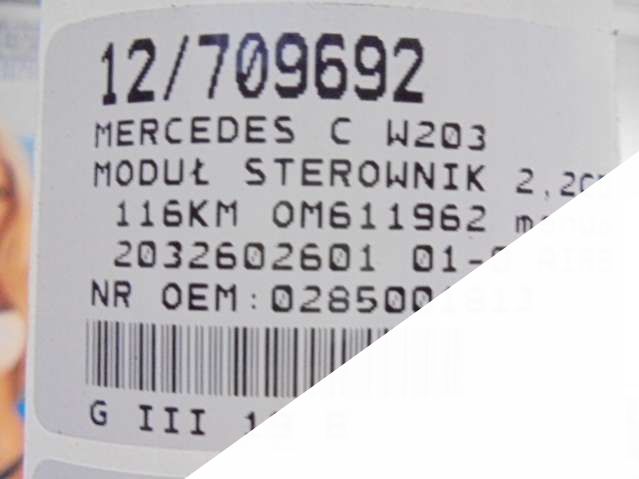 12/709692
MERCEDES C W203
MODUŁ STEROWNIK
116KM OM611962
2032602601
NR OEM:
G III